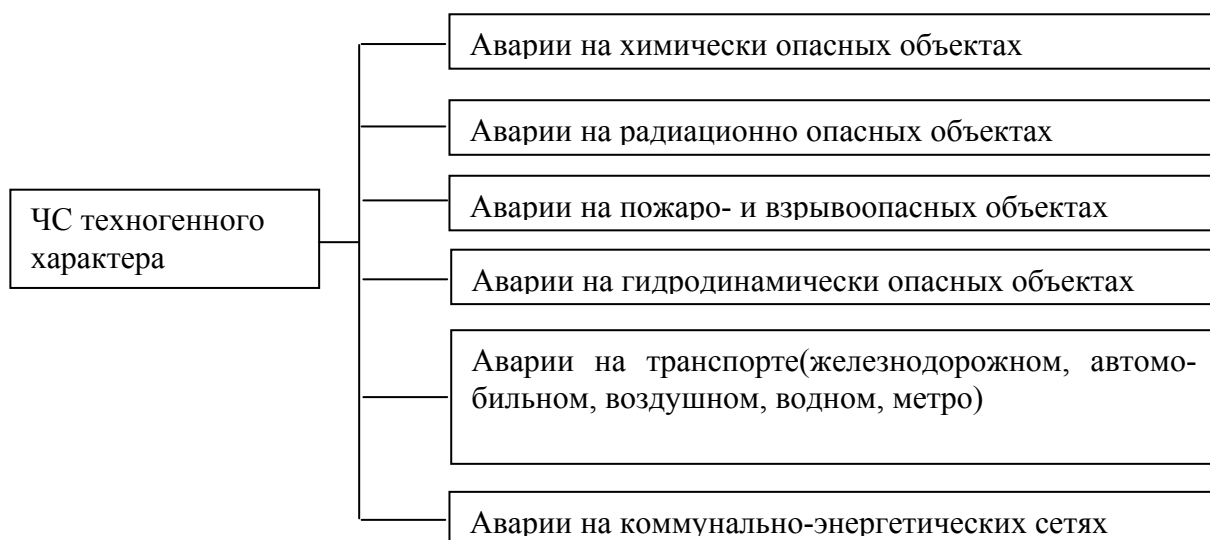 Аварии на химически опасных объектах
Аварии на радиационно опасных объектах
Аварии на пожаро- и взрывоопасных объектах
ЧС техногенного
характера
Аварии на гидродинамически опасных объектах
Аварии на транспорте(железнодорожном, автомо-
бильном, воздушном, водном, метро)
Аварии на коммунально-энергетических сетях